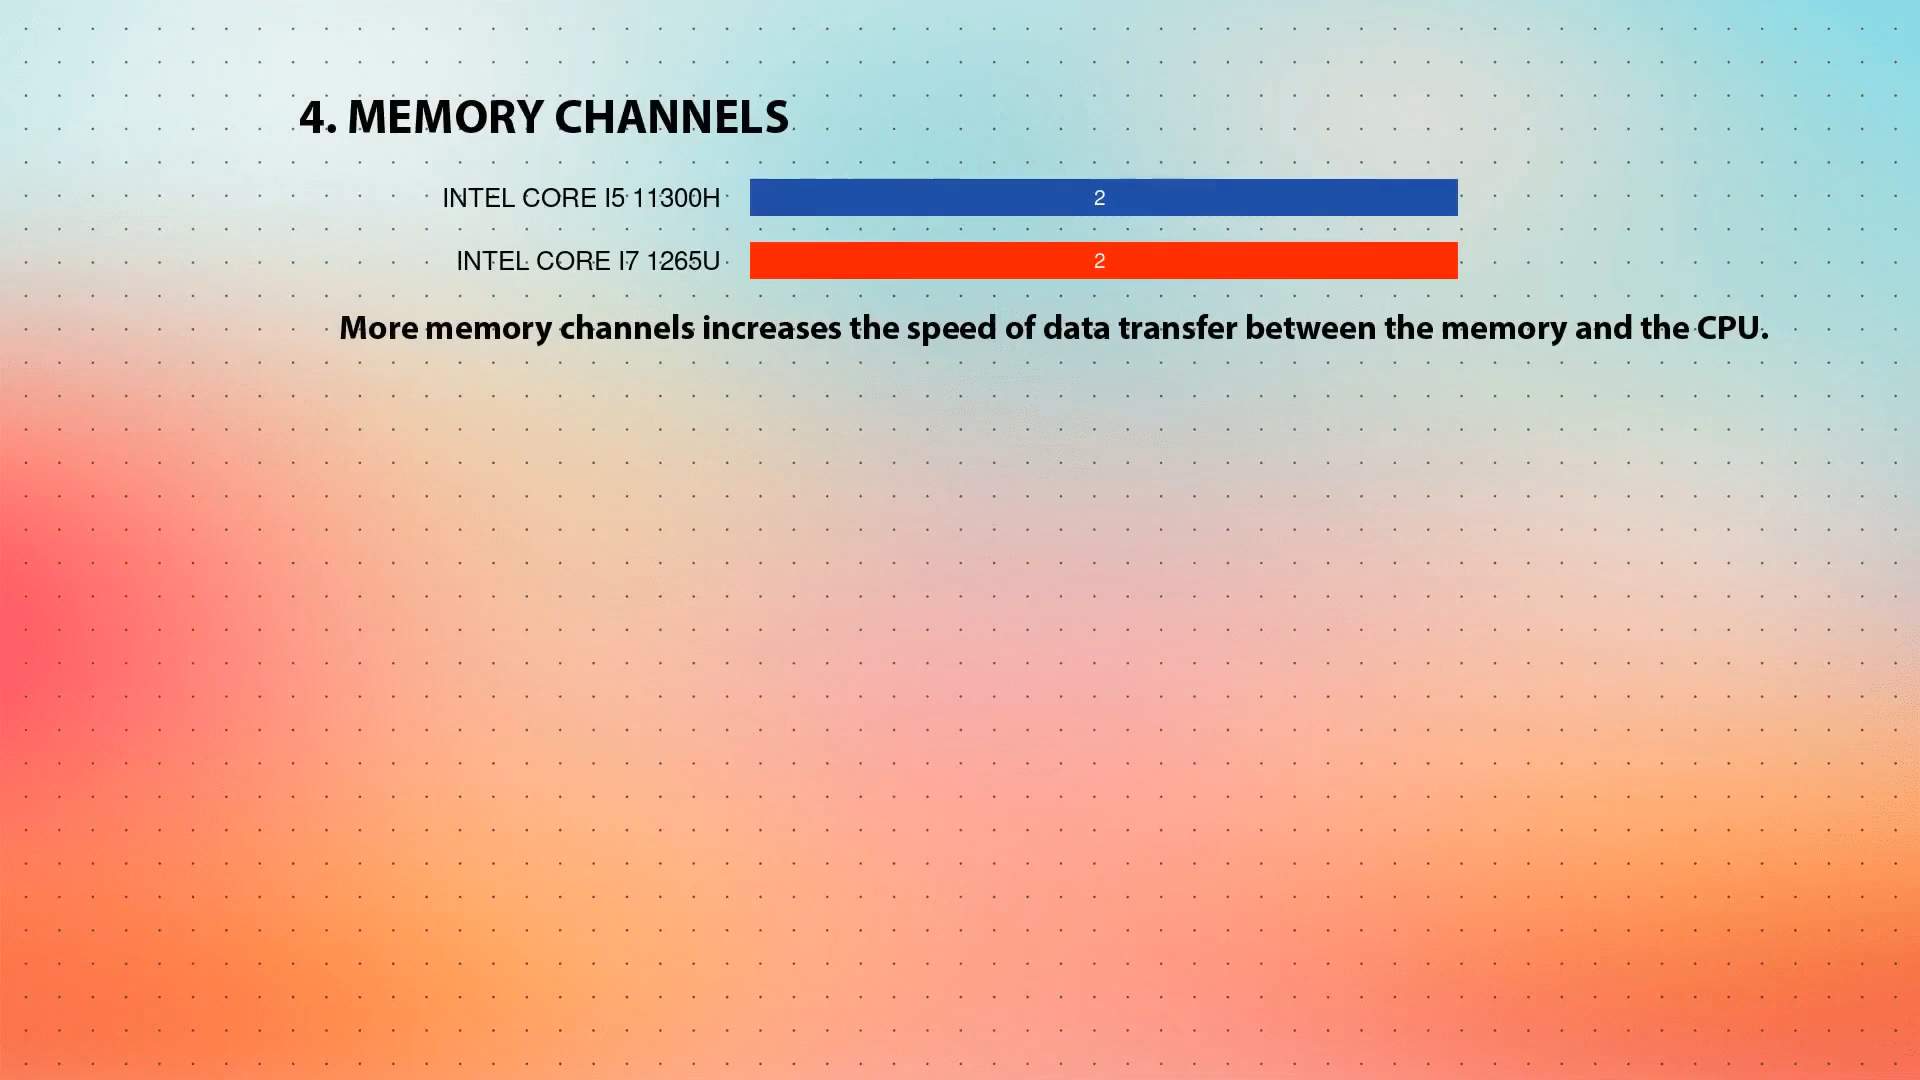 4. MEMORY CHANNELS
INTEL CORE I5 11300H 2
INTEL CORE I7 1265U 2
More memory channels increases the speed of data transfer between the memory and the CPU.